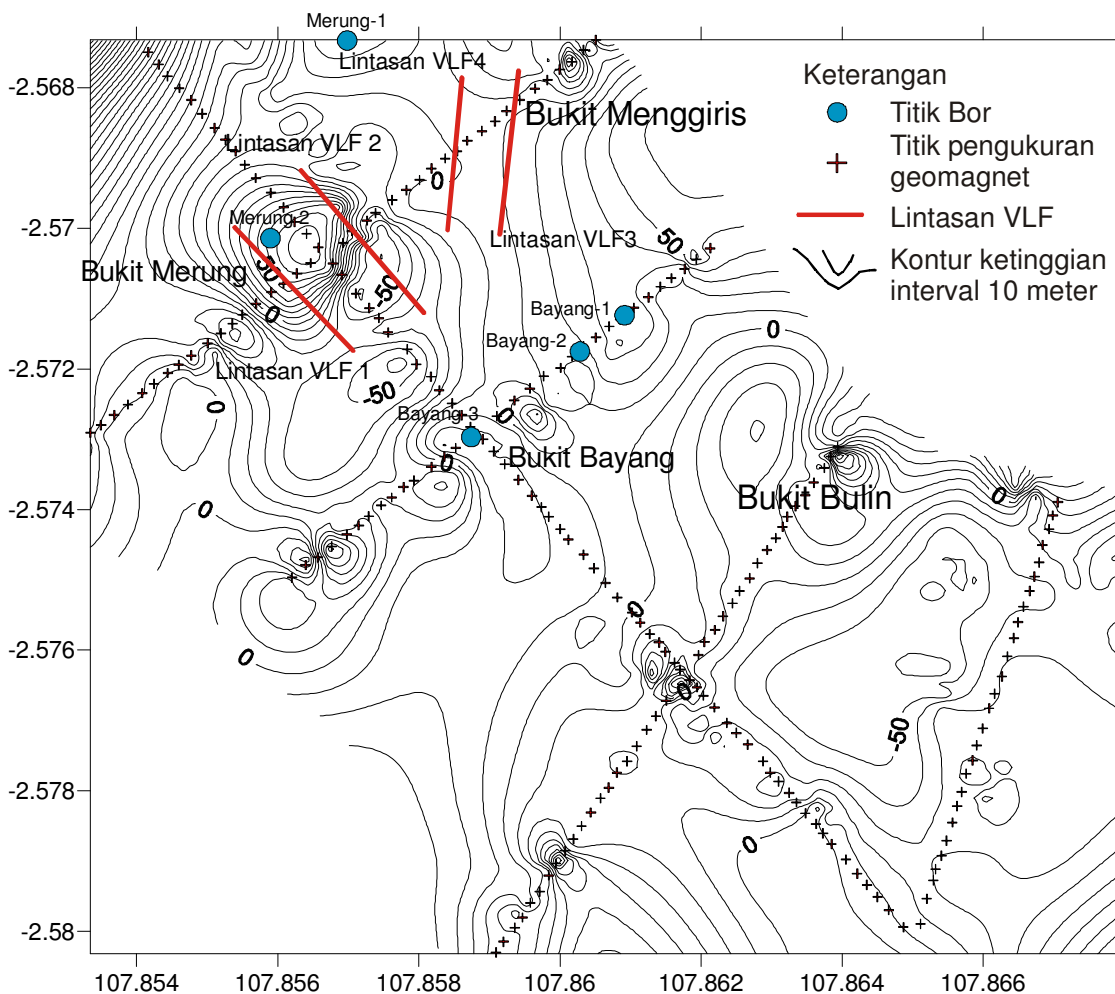 Merung-1
Lintasan VLF4
Keterangan
Titik Bor
Titik pengukuran
geomagnet
Lintasan VLF
Kontur ketinggian
interval 10 meter
-2.568
Bukit Menggiris
Lintasan VLF 2
0
-2.57
Merung-2
Lintasan VLF3
50
50
Bukit Merung
-50
0
Bayang-1
0
Bayang-2
-2.572
Lintasan VLF 1
-50
0
Bayang-3
0
Bukit Bayang
0
Bukit Bulin
0
-2.574
0
-2.576
0
0
0
-50
-2.578
0
-2.58
107.854
107.856
107.858
107.86
107.862
107.864
107.866